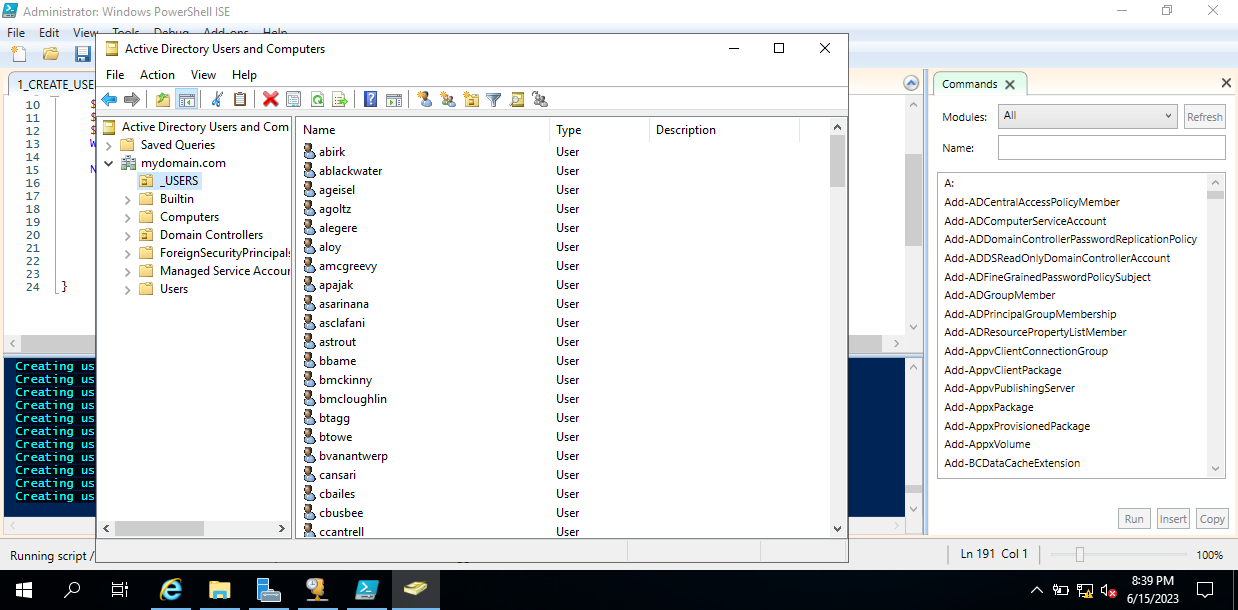 Administrator: Windows PowerShell ISE
File Edit View Tools Debug Add-ons Help
Active Directory Users and Computers
File Action View Help
1_CREATE_USE
10 $
11 $
12 $
13 W
14
15 N
16
17
18
19
20
21
22
23
24 }
Active Directory Users and Com
Saved Queries
mydomain.com
_USERS
Builtin
Computers
Domain Controllers
ForeignSecurityPrincipals
Managed Service Accour
Users
Name Type Description
abirk User
ablackwater User
ageisel User
agoltz User
alegere User
aloy User
amcgreevy User
apajak User
asarinana User
asclafani User
astrout User
bbame User
bmckinny User
bmcloughlin User
btagg User
btowe User
bvanantwerp User
cansari User
cbailes User
cbusbee User
ccantrell User
Creating us
Creating us
Creating us
Creating us
Creating us
Creating us
Creating us
Creating us
Creating us
Creating us
Creating us
Commands
Modules: All Refresh
Name:
A:
Add-ADCentralAccessPolicyMember
Add-ADComputerServiceAccount
Add-ADDomainControllerPasswordReplicationPolicy
Add-ADDSReadOnlyDomainControllerAccount
Add-ADFineGrainedPasswordPolicySubject
Add-ADGroupMember
Add-ADPrincipalGroupMembership
Add-ADResourcePropertyListMember
Add-AppvClientConnectionGroup
Add-AppvClientPackage
Add-AppvPublishingServer
Add-AppxPackage
Add-AppxProvisionedPackage
Add-AppxVolume
Add-BCDataCacheExtension
Run Insert Copy
Running script /
Ln 191 Col 1 100%
8:39 PM
6/15/2023